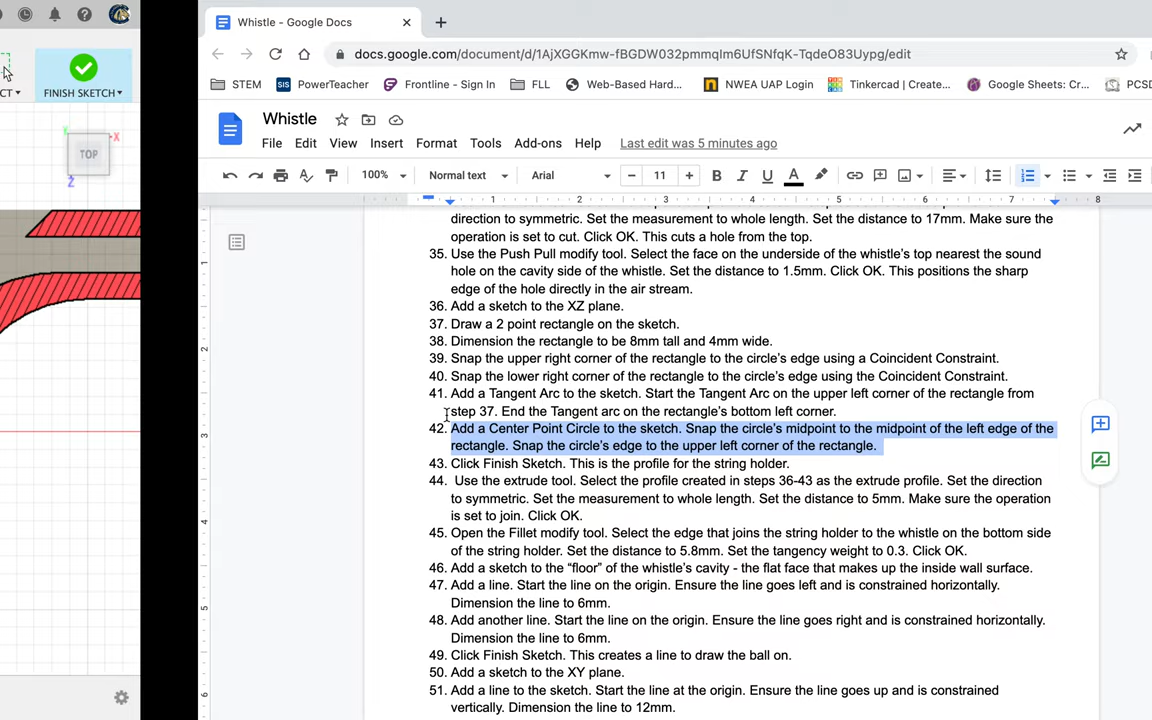 Whistle - Google Docs
docs.google.com/document/d/1AjXGGKmw-fBGDW032pmmqIm6UfSNfqK-TqdeO83Uypg/edit
STEM
PowerTeacher
Frontline - Sign In
FLL
Web-Based Hard...
NWEA UAP Login
Tinkercad | Create...
Google Sheets: Cr...
PCSD
CT
FINISH SKETCH
Whistle
File Edit View Insert Format Tools Add-ons Help Last edit was 5 minutes ago
100% Normal text Arial 11
TOP
X
Y
Z
1 2 3 4 5 6 7 8
direction to symmetric. Set the measurement to whole length. Set the distance to 17mm. Make sure the
operation is set to cut. Click OK. This cuts a hole from the top.
35. Use the Push Pull modify tool. Select the face on the underside of the whistle's top nearest the sound
hole on the cavity side of the whistle. Set the distance to 1.5mm. Click OK. This positions the sharp
edge of the hole directly in the air stream.
36. Add a sketch to the XZ plane.
37. Draw a 2 point rectangle on the sketch.
38. Dimension the rectangle to be 8mm tall and 4mm wide.
39. Snap the upper right corner of the rectangle to the circle's edge using a Coincident Constraint.
40. Snap the lower right corner of the rectangle to the circle's edge using the Coincident Constraint.
41. Add a Tangent Arc to the sketch. Start the Tangent Arc on the upper left corner of the rectangle from
step 37. End the Tangent arc on the rectangle's bottom left corner.
42. Add a Center Point Circle to the sketch. Snap the circle's midpoint to the midpoint of the left edge of the
rectangle. Snap the circle's edge to the upper left corner of the rectangle.
43. Click Finish Sketch. This is the profile for the string holder.
44. Use the extrude tool. Select the profile created in steps 36-43 as the extrude profile. Set the direction
to symmetric. Set the measurement to whole length. Set the distance to 5mm. Make sure the operation
is set to join. Click OK.
45. Open the Fillet modify tool. Select the edge that joins the string holder to the whistle on the bottom side
of the string holder. Set the distance to 5.8mm. Set the tangency weight to 0.3. Click OK.
46. Add a sketch to the “floor” of the whistle's cavity - the flat face that makes up the inside wall surface.
47. Add a line. Start the line on the origin. Ensure the line goes left and is constrained horizontally.
Dimension the line to 6mm.
48. Add another line. Start the line on the origin. Ensure the line goes right and is constrained horizontally.
Dimension the line to 6mm.
49. Click Finish Sketch. This creates a line to draw the ball on.
50. Add a sketch to the XY plane.
51. Add a line to the sketch. Start the line at the origin. Ensure the line goes up and is constrained
vertically. Dimension the line to 12mm.
1
2
3
4
5
6